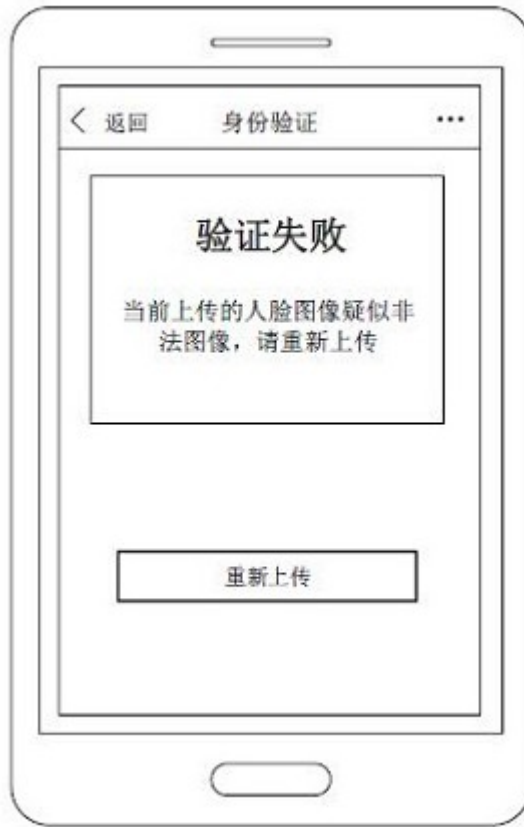 返回 身份验证 •••
验证失败
当前上传的人脸图像疑似非
法图像，请重新上传
重新上传